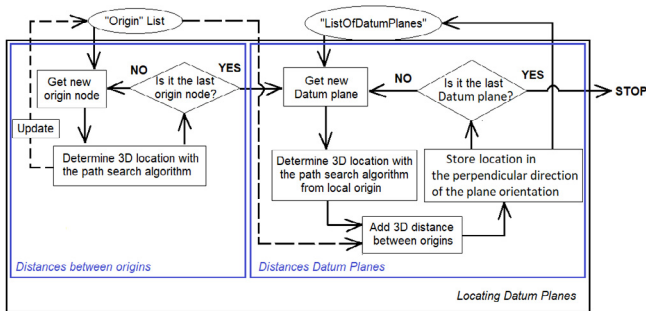 "Origin" List
"ListOfDatumPlanes"
Get new
origin node
NO
Is it the last
origin node?
YES
Get new
Datum plane
NO
Is it the last
Datum plane?
YES
STOP
Update
Determine 3D location with
the path search algorithm
Determine 3D location with
the path search algorithm
from local origin
Store location in
the perpendicular direction
of the plane orientation
Add 3D distance
between origins
Distances between origins
Distances Datum Planes
Locating Datum Planes